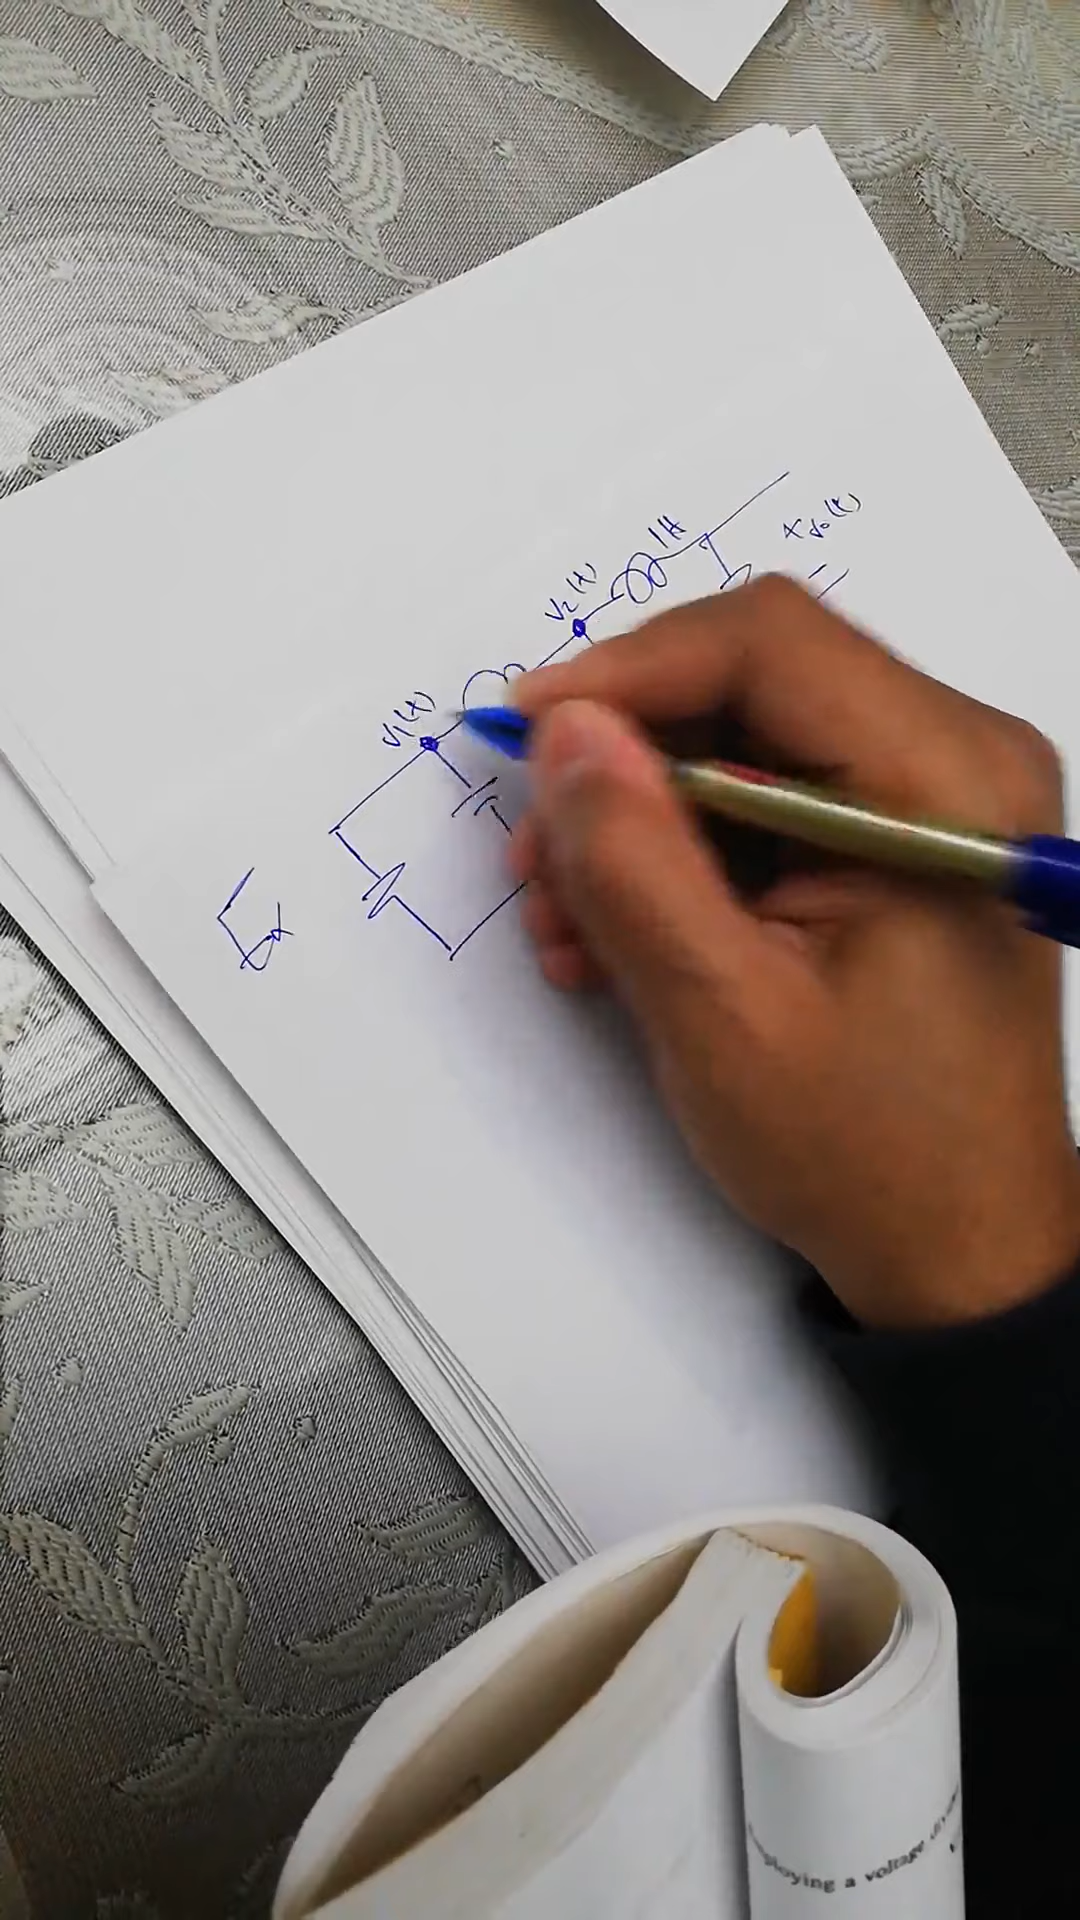 Ex
V1(t)
V2(t)
1H
+ Vo(t)
-
ploying a voltage